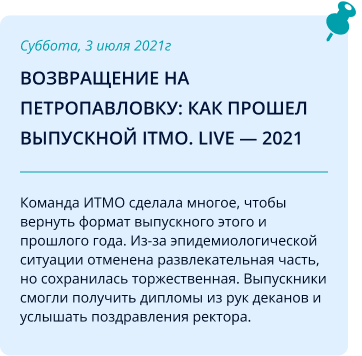 Суббота, 3 июля 2021г
ВОЗВРАЩЕНИЕ НА
ПЕТРОПАВЛОВКУ: КАК ПРОШЕЛ
ВЫПУСКНОЙ ITMO. LIVE — 2021
Команда ИТМО сделала многое, чтобы
вернуть формат выпускного этого и
прошлого года. Из-за эпидемиологической
ситуации отменена развлекательная часть,
но сохранилась торжественная. Выпускники
смогли получить дипломы из рук деканов и
услышать поздравления ректора.